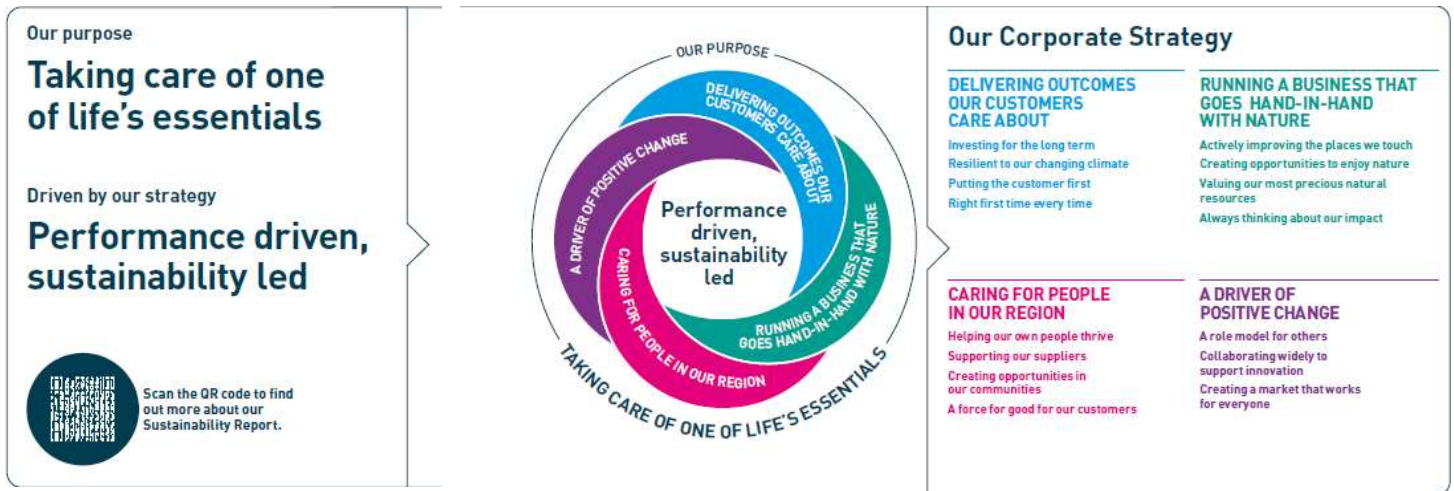 Our purpose
Taking care of one
of life's essentials
Driven by our strategy
Performance driven,
sustainability led
Scan the QR code to find
out more about our
Sustainability Report.
OUR PURPOSE
DELIVERING OUTCOMES OUR
CUSTOMERS CARE ABOUT
A DRIVER OF POSITIVE CHANGE
Performance
driven,
sustainability
led
RUNNING A BUSINESS THAT
GOES HAND-IN-HAND WITH NATURE
CARING FOR PEOPLE IN OUR REGION
TAKING CARE OF ONE OF LIFE'S ESSENTIALS
Our Corporate Strategy
DELIVERING OUTCOMES
OUR CUSTOMERS
CARE ABOUT
Investing for the long term
Resilient to our changing climate
Putting the customer first
Right first time every time
RUNNING A BUSINESS THAT
GOES HAND-IN-HAND
WITH NATURE
Actively improving the places we touch
Creating opportunities to enjoy nature
Valuing our most precious natural
resources
Always thinking about our impact
CARING FOR PEOPLE
IN OUR REGION
Helping our own people thrive
Supporting our suppliers
Creating opportunities in
our communities
A force for good for our customers
A DRIVER OF
POSITIVE CHANGE
A role model for others
Collaborating widely to
support innovation
Creating a market that works
for everyone